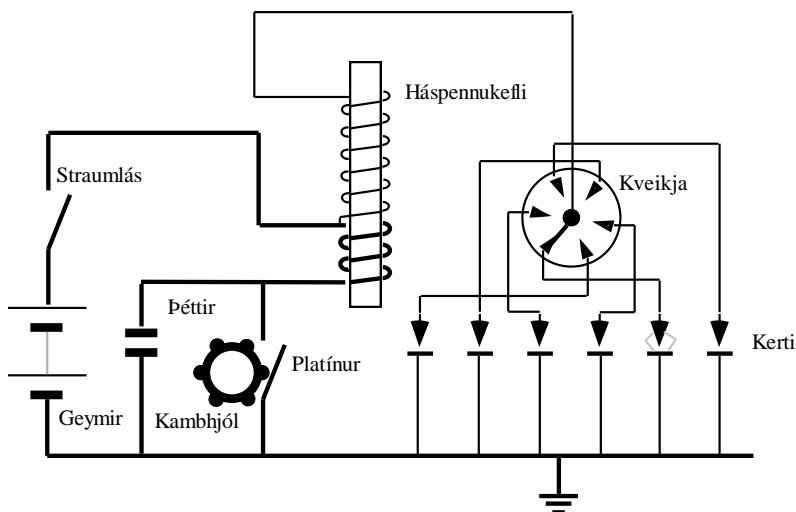 Háspennukefli
Straumlás
Kveikja
Þéttir
Platínur
Kerti
Geymir
Kambhjól